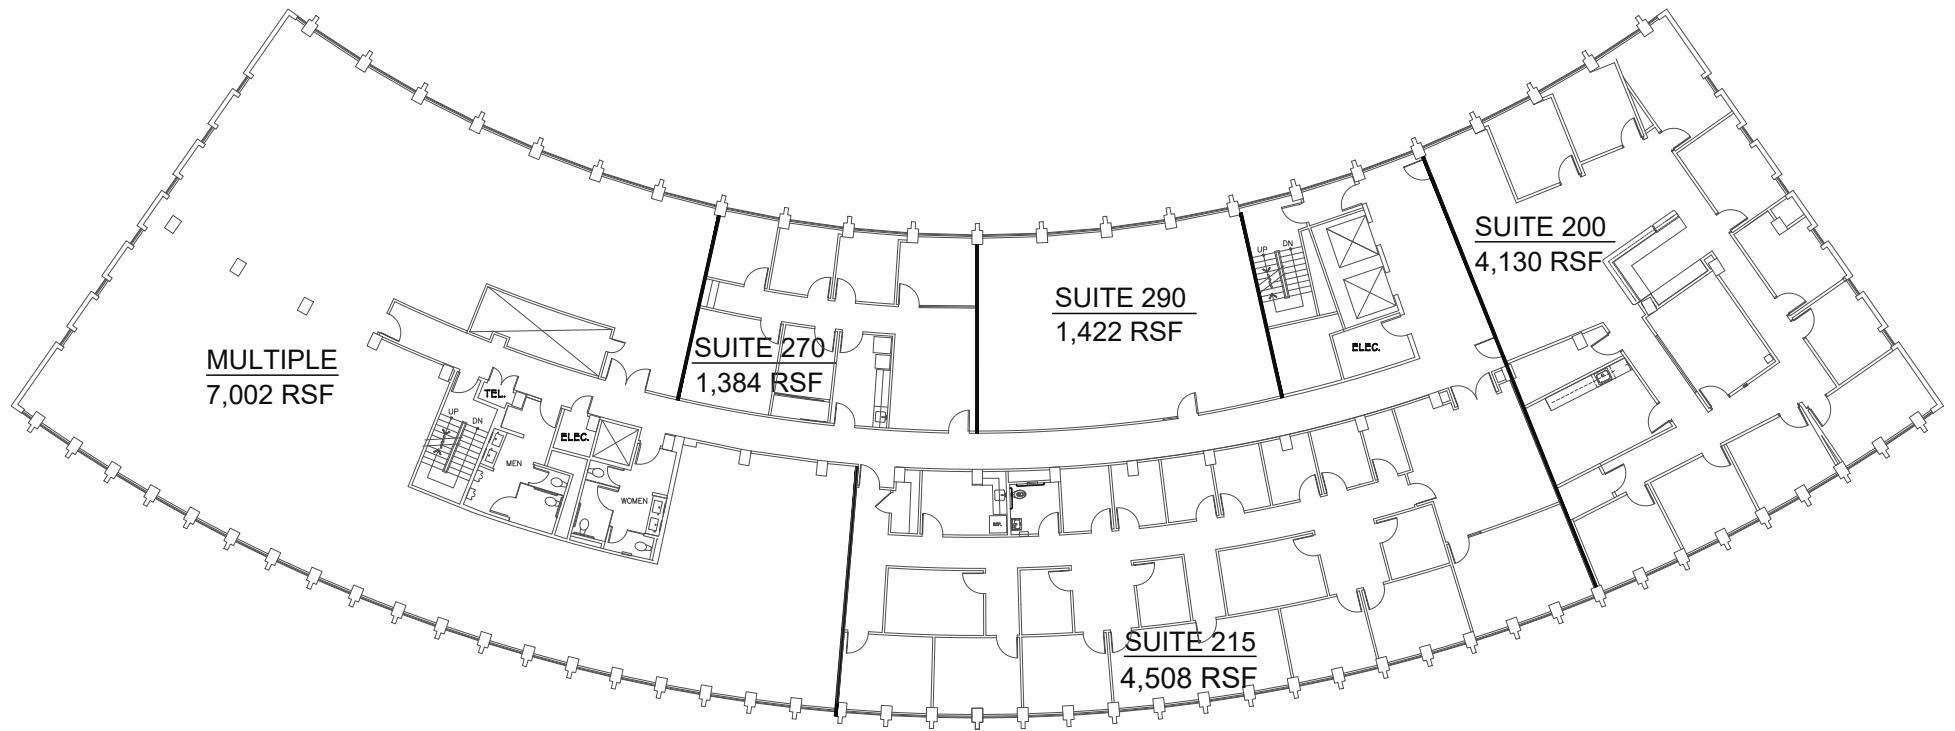 SUITE 200
4,130 RSF
UP
DN
SUITE 290
1,422 RSF
SUITE 270
1,384 RSF
ELEC.
MULTIPLE
7,002 RSF
TEL.
UP
DN
ELEC.
MEN
WOMEN
SUITE 215
4,508 RSF